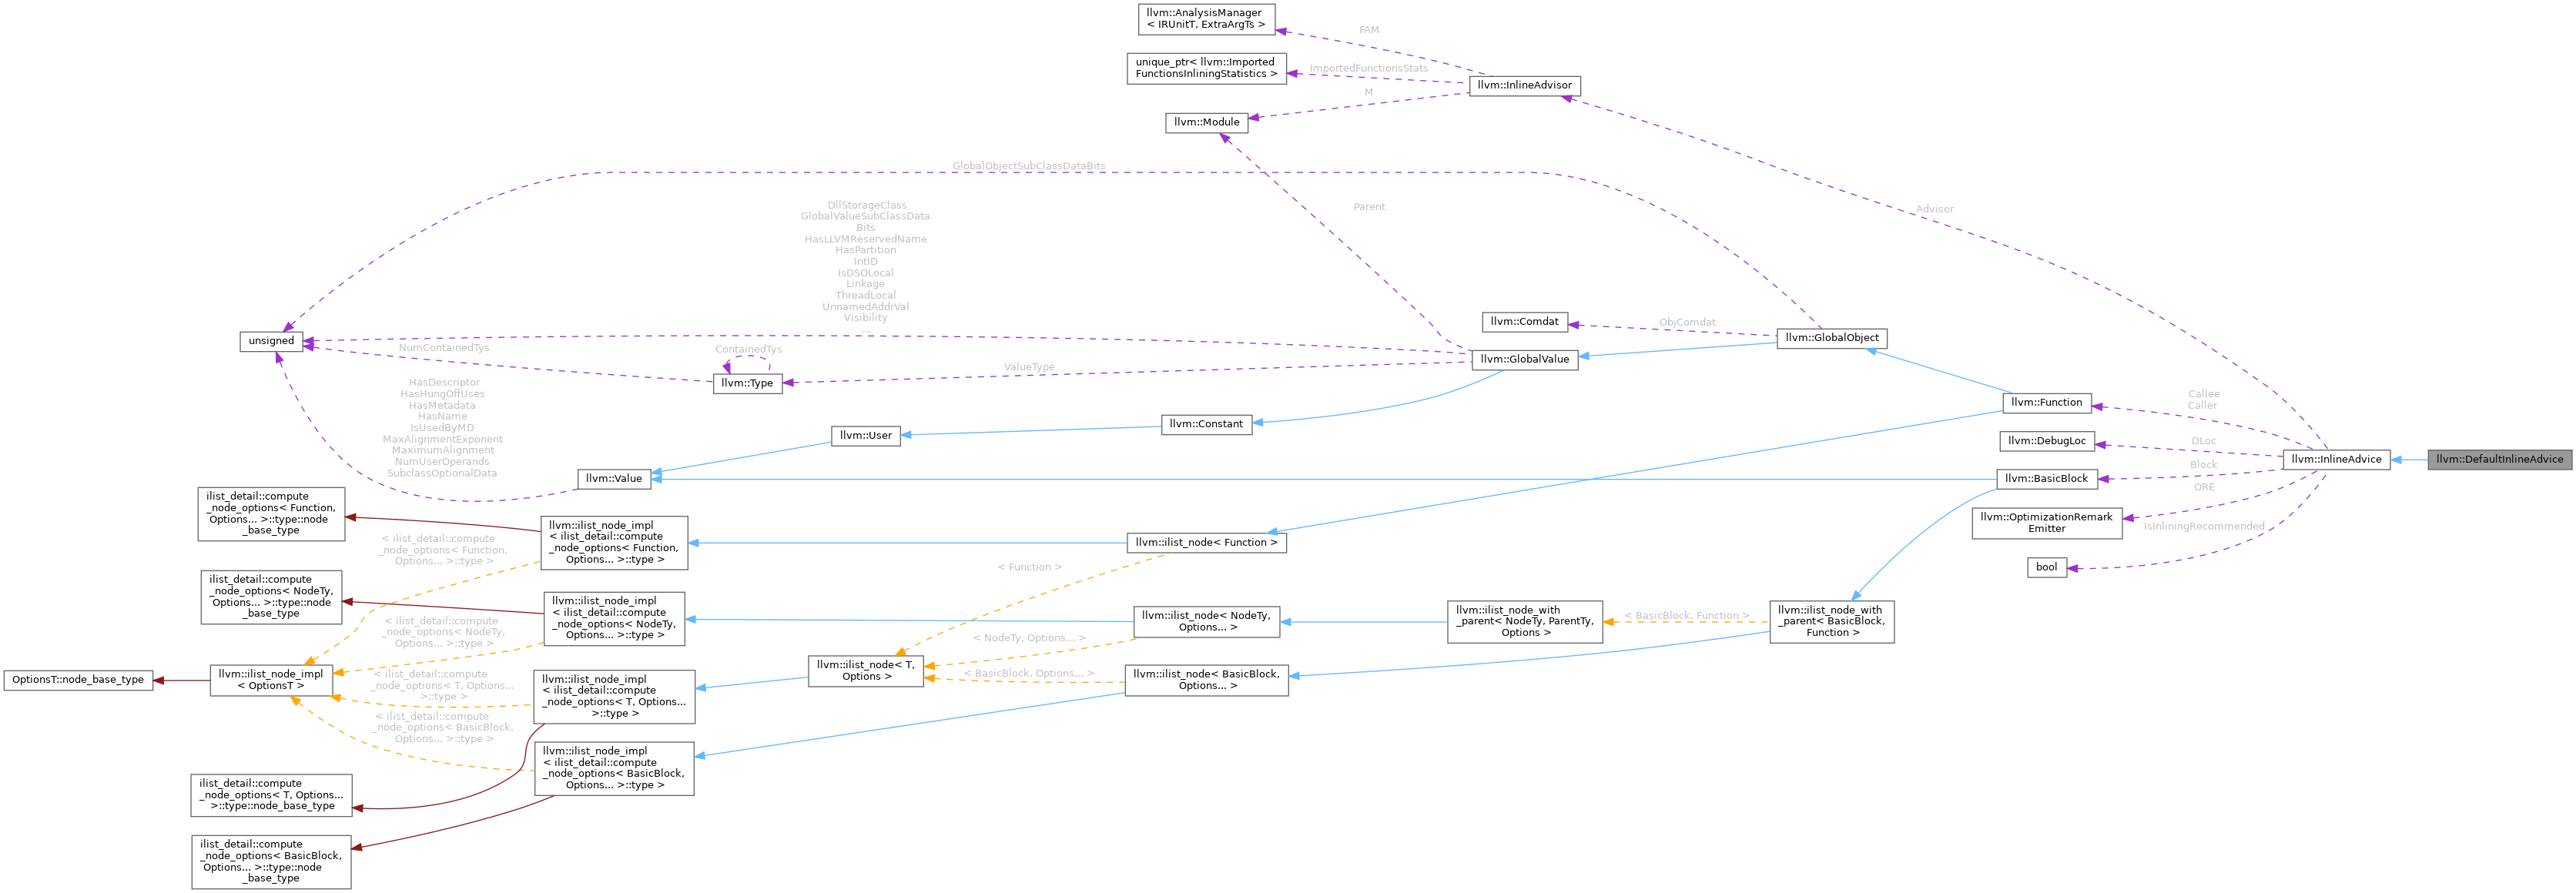 llvm::AnalysisManager
< IRUnitT, ExtraArgTs >
FAM
unique_ptr< llvm::Imported
FunctionsInliningStatistics >
ImportedFunctionsStats
llvm::InlineAdvisor
M
llvm::Module
GlobalObjectSubClassDataBits
Parent
Advisor
DllStorageClass
GlobalValueSubClassData
Bits
HasLLVMReservedName
HasPartition
IntID
IsDSOLocal
Linkage
ThreadLocal
UnnamedAddrVal
Visibility
...
llvm::Comdat
ObjComdat
llvm::GlobalObject
unsigned
NumContainedTys
ContainedTys
llvm::Type
ValueType
llvm::GlobalValue
HasDescriptor
HasHungOffUses
HasMetadata
HasName
IsUsedByMD
MaxAlignmentExponent
MaximumAlignment
NumUserOperands
SubclassOptionalData
llvm::Function
Callee
Caller
llvm::Constant
llvm::User
llvm::DebugLoc
DLoc
llvm::InlineAdvice
llvm::DefaultInlineAdvice
llvm::Value
llvm::BasicBlock
Block
ORE
llvm::OptimizationRemark
Emitter
IsInliningRecommended
bool
ilist_detail::compute
_node_options< Function,
Options... >::type::node
_base_type
llvm::ilist_node_impl
< ilist_detail::compute
_node_options< Function,
Options... >::type >
< ilist_detail::compute
_node_options< Function,
Options... >::type >
llvm::ilist_node< Function >
< Function >
ilist_detail::compute
_node_options< NodeTy,
Options... >::type::node
_base_type
llvm::ilist_node_impl
< ilist_detail::compute
_node_options< NodeTy,
Options... >::type >
< ilist_detail::compute
_node_options< NodeTy,
Options... >::type >
llvm::ilist_node< NodeTy,
Options... >
< NodeTy, Options... >
llvm::ilist_node_with
_parent< NodeTy, ParentTy,
Options >
< BasicBlock, Function >
llvm::ilist_node_with
_parent< BasicBlock,
Function >
OptionsT::node_base_type
llvm::ilist_node_impl
< OptionsT >
< ilist_detail::compute
_node_options< T, Options...
>::type >
llvm::ilist_node_impl
< ilist_detail::compute
_node_options< T, Options...
>::type >
llvm::ilist_node< T,
Options >
< BasicBlock, Options... >
llvm::ilist_node< BasicBlock,
Options... >
< ilist_detail::compute
_node_options< BasicBlock,
Options... >::type >
llvm::ilist_node_impl
< ilist_detail::compute
_node_options< BasicBlock,
Options... >::type >
ilist_detail::compute
_node_options< T, Options...
>::type::node_base_type
ilist_detail::compute
_node_options< BasicBlock,
Options... >::type::node
_base_type